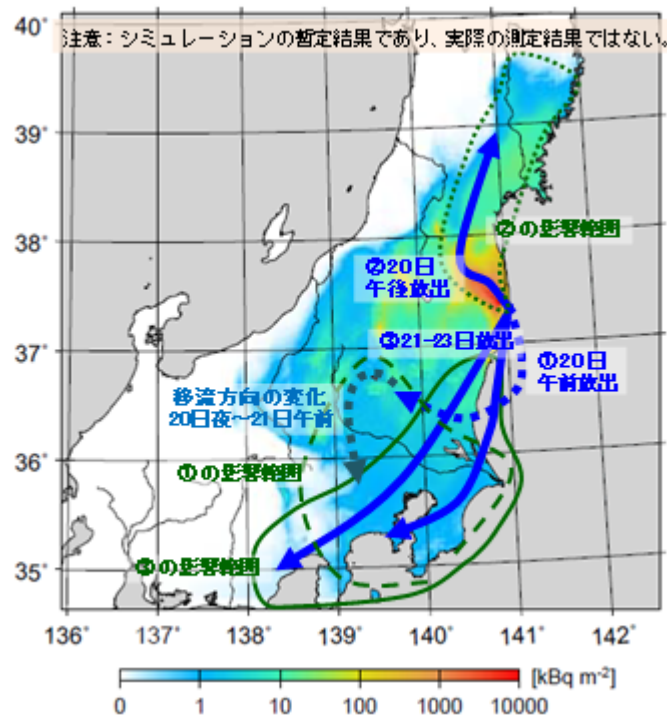 40°
注意：シミュレーションの暫定結果であり、実際の測定結果ではない。
39°
38°
②の影響範囲
②20日
午後放出
③21-23日放出
37°
①20日
午前放出
移流方向の変化
20日夜～21日午前
36°
①の影響範囲
③の影響範囲
35°
136° 137° 138° 139° 140° 141° 142°
[kBq m⁻²]
0 1 10 100 1000 10000